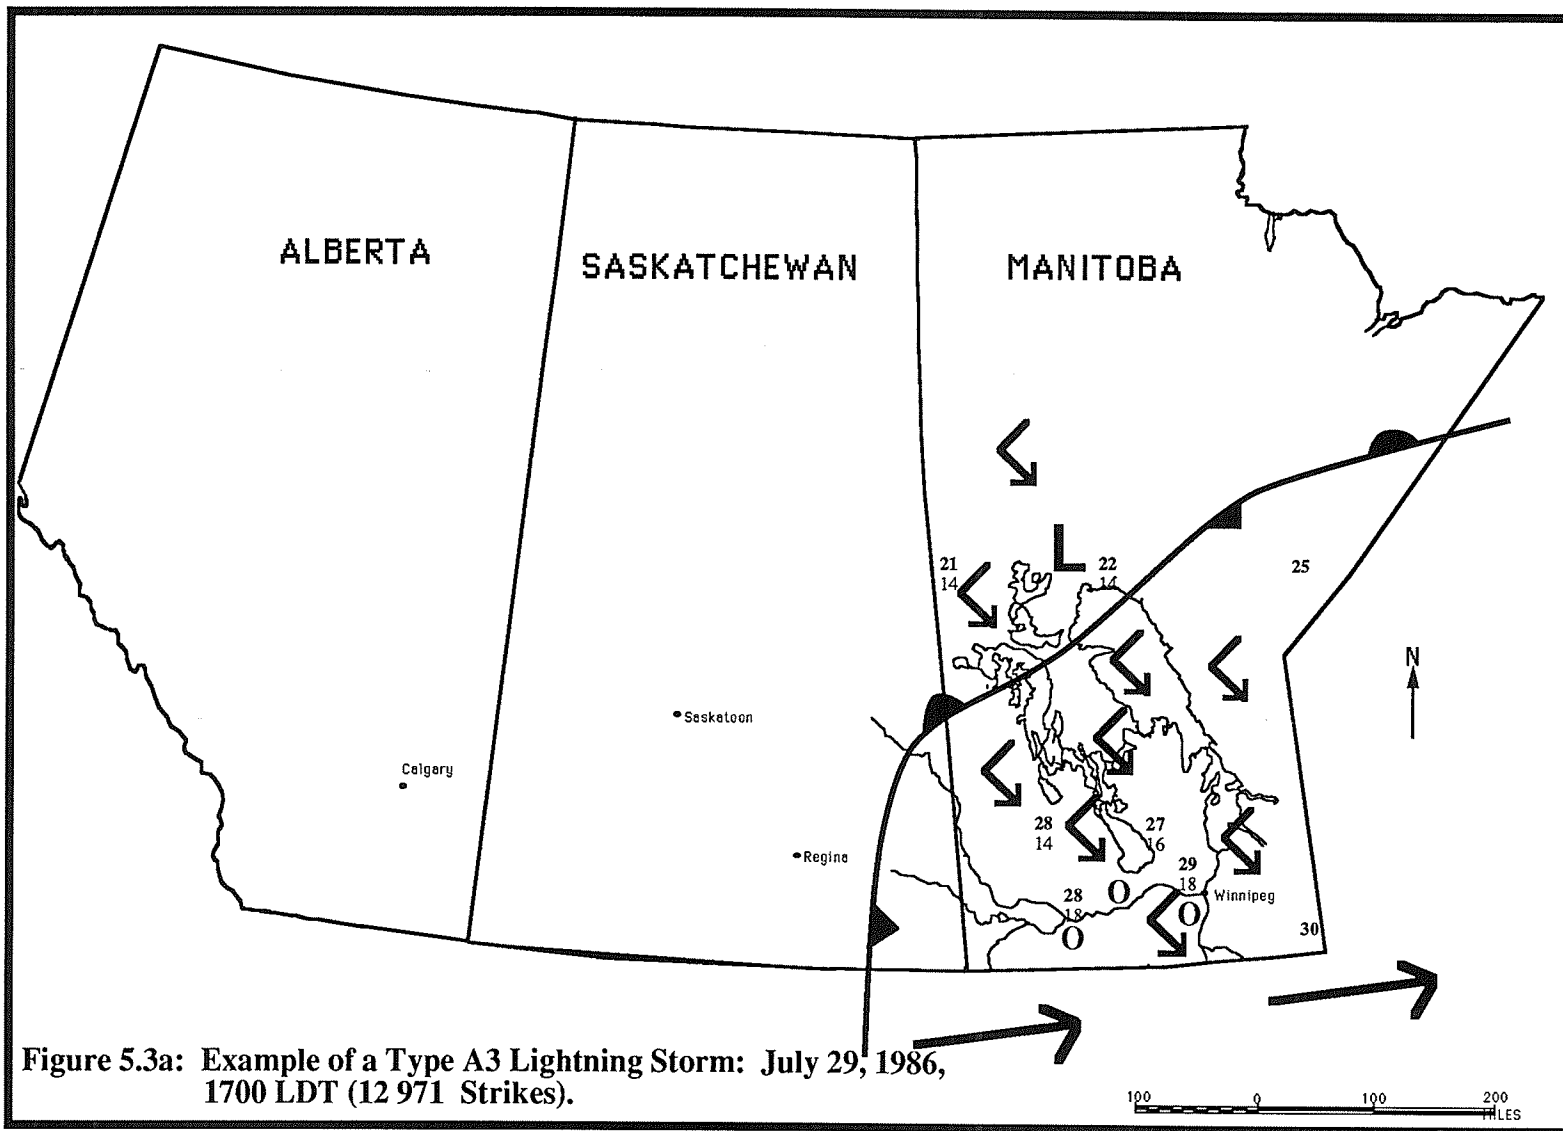 ALBERTA
SASKATCHEWAN
MANITOBA
L
21
14
22
14
25
N
Saskatoon
Calgary
Regina
28
14
27
16
29
18
Winnipeg
28
18
O
O
O
30
Figure 5.3a: Example of a Type A3 Lightning Storm: July 29, 1986,
1700 LDT (12 971 Strikes).
100 0 100 200
MILES